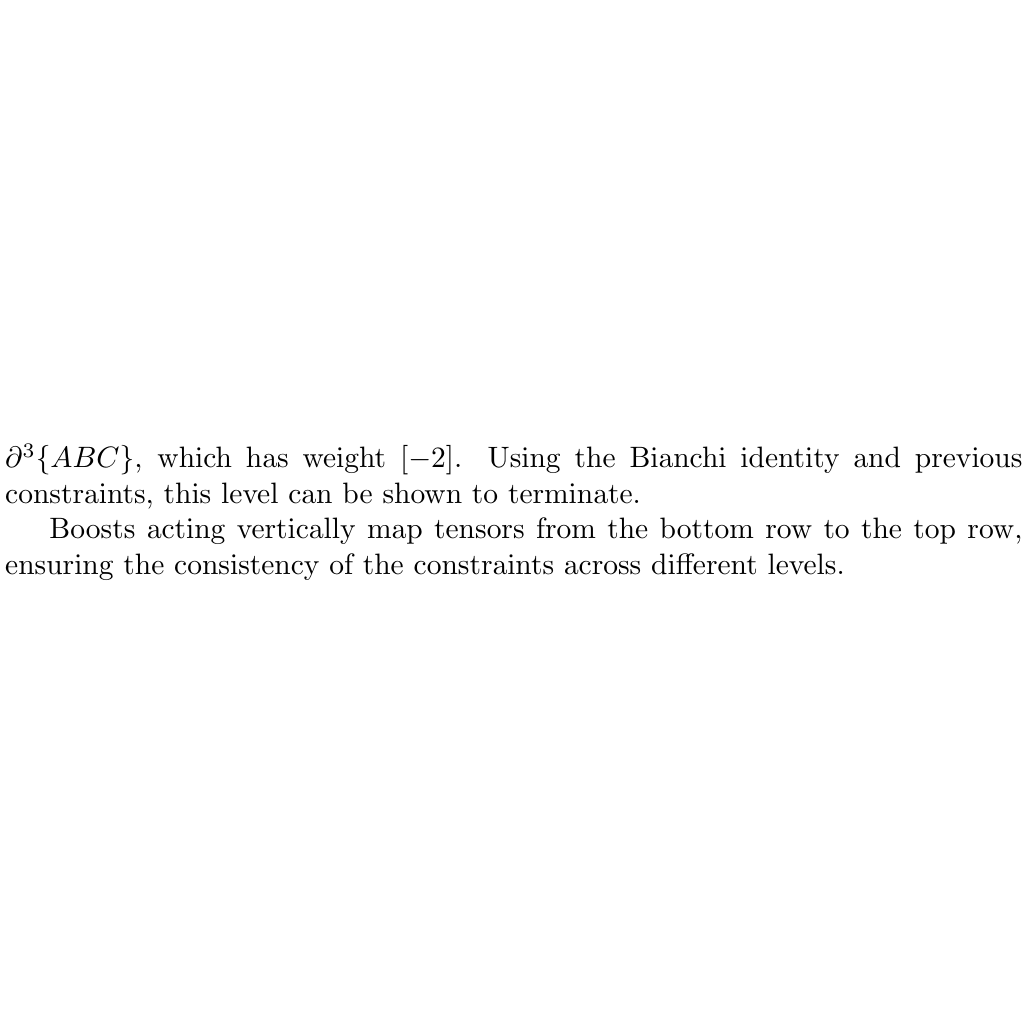 ∂³{ABC}, which has weight [−2]. Using the Bianchi identity and previous
constraints, this level can be shown to terminate.
Boosts acting vertically map tensors from the bottom row to the top row,
ensuring the consistency of the constraints across different levels.